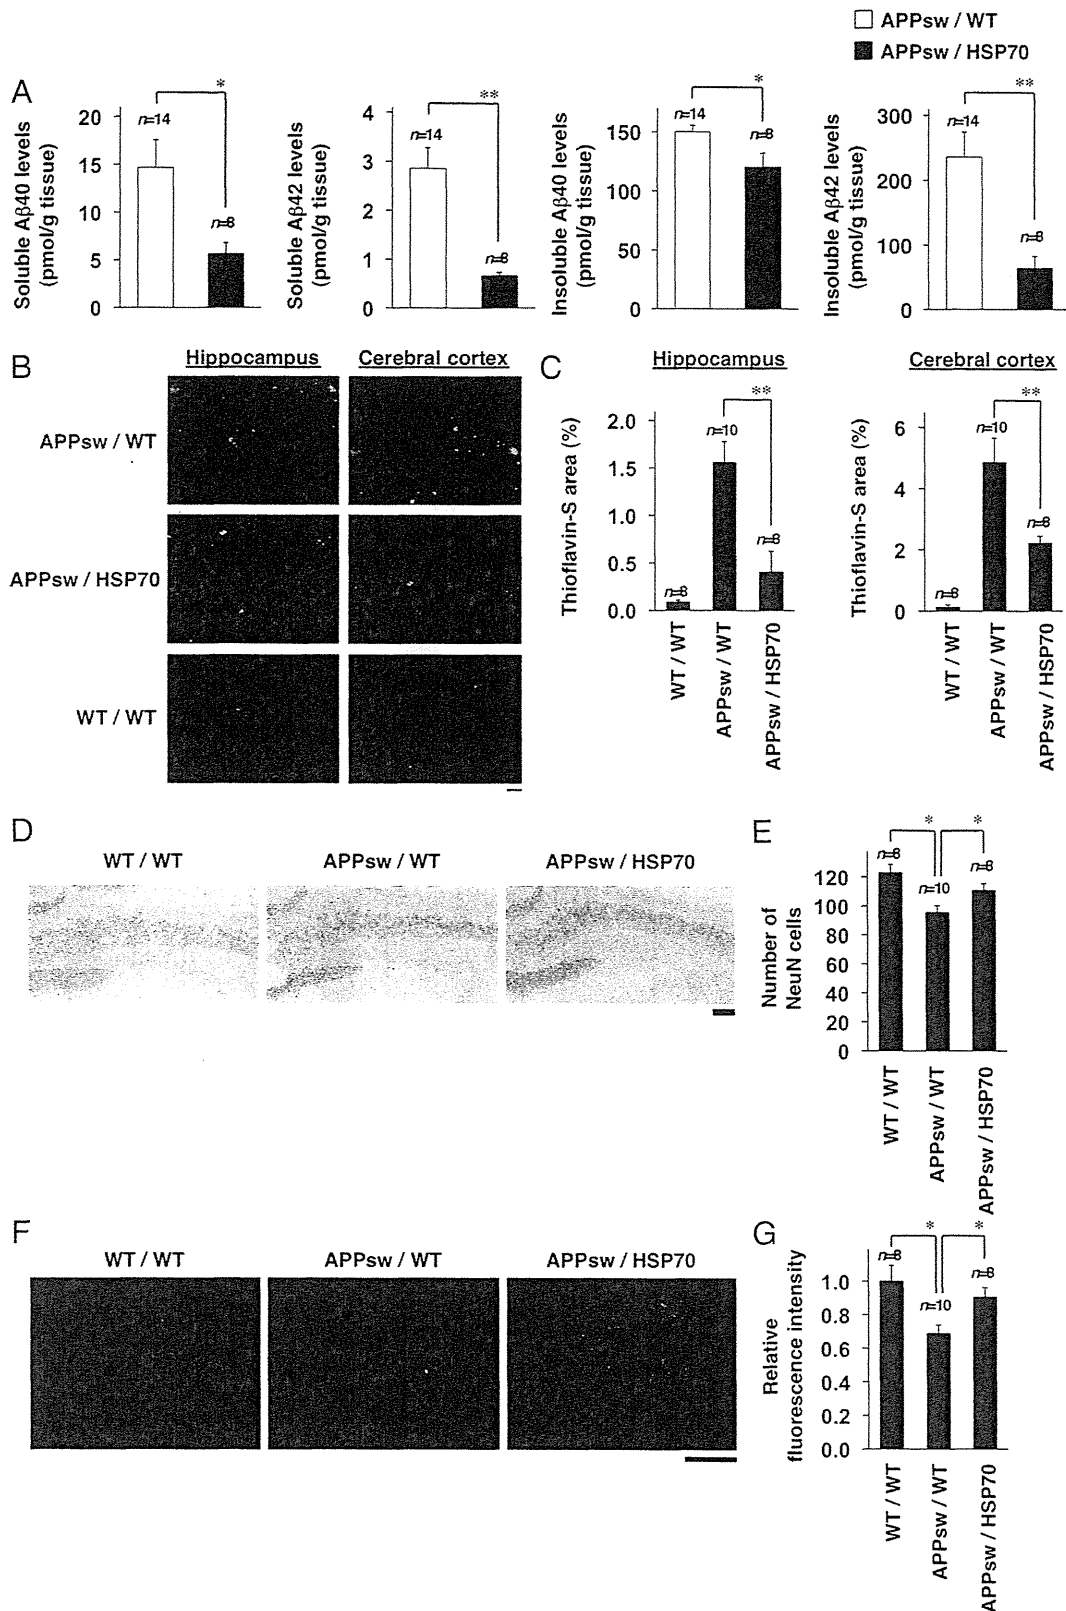 APPsw / WT
APPsw / HSP70
A
Soluble Aβ40 levels
(pmol/g tissue)
20
15
10
5
0
n=14
*
n=8
Soluble Aβ42 levels
(pmol/g tissue)
4
3
2
1
0
n=14
**
n=8
Insoluble Aβ40 levels
(pmol/g tissue)
150
100
50
0
n=14
*
n=8
Insoluble Aβ42 levels
(pmol/g tissue)
300
200
100
0
n=14
**
n=8
B
Hippocampus
Cerebral cortex
APPsw / WT
APPsw / HSP70
WT / WT
C
Hippocampus
Thioflavin-S area (%)
2.0
1.5
1.0
0.5
0.0
n=8
n=10
**
n=8
WT / WT
APPsw / WT
APPsw / HSP70
Cerebral cortex
Thioflavin-S area (%)
6
4
2
0
n=8
n=10
**
n=8
WT / WT
APPsw / WT
APPsw / HSP70
D
WT / WT
APPsw / WT
APPsw / HSP70
E
Number of
NeuN cells
120
100
80
60
40
20
0
n=8
*
n=10
*
n=8
WT / WT
APPsw / WT
APPsw / HSP70
F
WT / WT
APPsw / WT
APPsw / HSP70
G
Relative
fluorescence intensity
1.0
0.8
0.6
0.4
0.2
0.0
n=8
*
n=10
*
n=8
WT / WT
APPsw / WT
APPsw / HSP70